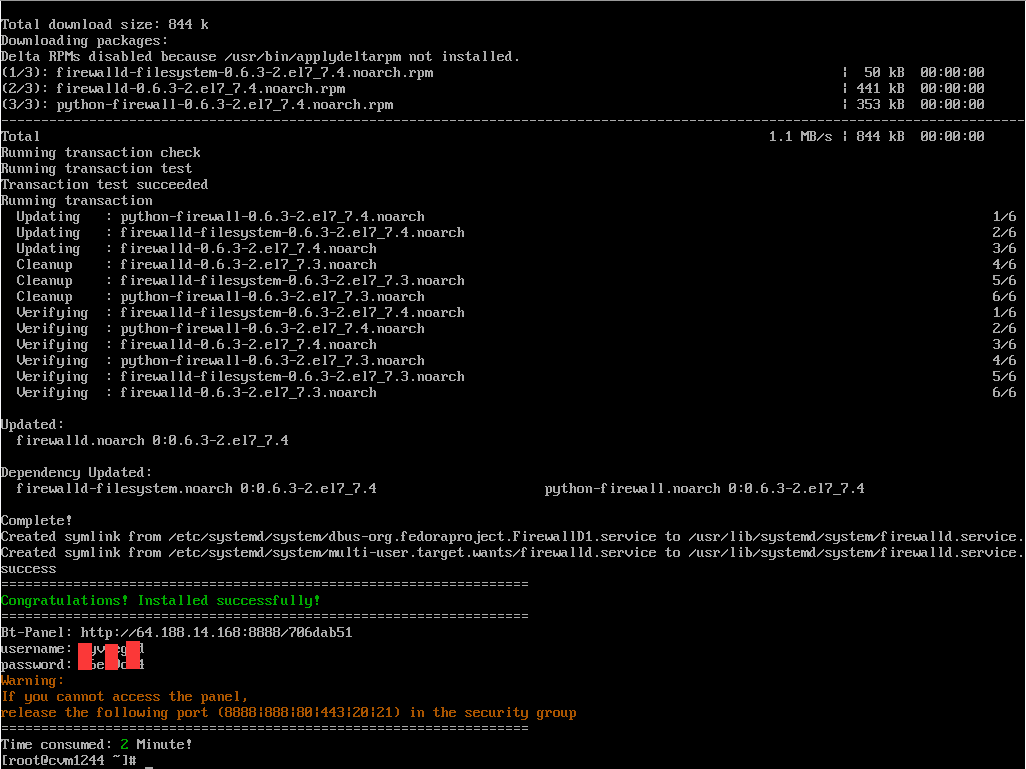 Total download size: 844 k
Downloading packages:
Delta RPMs disabled because /usr/bin/applydeltarpm not installed.
(1/3): firewalld-filesystem-0.6.3-2.el7_7.4.noarch.rpm | 50 kB 00:00:00
(2/3): firewalld-0.6.3-2.el7_7.4.noarch.rpm | 441 kB 00:00:00
(3/3): python-firewall-0.6.3-2.el7_7.4.noarch.rpm | 353 kB 00:00:00
--------------------------------------------------------------------------------------------------------------------------------
Total 1.1 MB/s | 844 kB 00:00:00
Running transaction check
Running transaction test
Transaction test succeeded
Running transaction
Updating : python-firewall-0.6.3-2.el7_7.4.noarch 1/6
Updating : firewalld-filesystem-0.6.3-2.el7_7.4.noarch 2/6
Updating : firewalld-0.6.3-2.el7_7.4.noarch 3/6
Cleanup : firewalld-0.6.3-2.el7_7.3.noarch 4/6
Cleanup : firewalld-filesystem-0.6.3-2.el7_7.3.noarch 5/6
Cleanup : python-firewall-0.6.3-2.el7_7.3.noarch 6/6
Verifying : firewalld-filesystem-0.6.3-2.el7_7.4.noarch 1/6
Verifying : python-firewall-0.6.3-2.el7_7.4.noarch 2/6
Verifying : firewalld-0.6.3-2.el7_7.4.noarch 3/6
Verifying : python-firewall-0.6.3-2.el7_7.3.noarch 4/6
Verifying : firewalld-filesystem-0.6.3-2.el7_7.3.noarch 5/6
Verifying : firewalld-0.6.3-2.el7_7.3.noarch 6/6
Updated:
firewalld.noarch 0:0.6.3-2.el7_7.4
Dependency Updated:
firewalld-filesystem.noarch 0:0.6.3-2.el7_7.4 python-firewall.noarch 0:0.6.3-2.el7_7.4
Complete!
Created symlink from /etc/systemd/system/dbus-org.fedoraproject.FirewallD1.service to /usr/lib/systemd/system/firewalld.service.
Created symlink from /etc/systemd/system/multi-user.target.wants/firewalld.service to /usr/lib/systemd/system/firewalld.service.
success
==================================================================
Congratulations! Installed successfully!
==================================================================
Bt-Panel: http://64.188.14.168:8888/706dab51
username:
password:
Warning:
If you cannot access the panel,
release the following port (8888|888|80|443|20|21) in the security group
==================================================================
Time consumed: 2 Minute!
[root@cvm1244 ~]# _